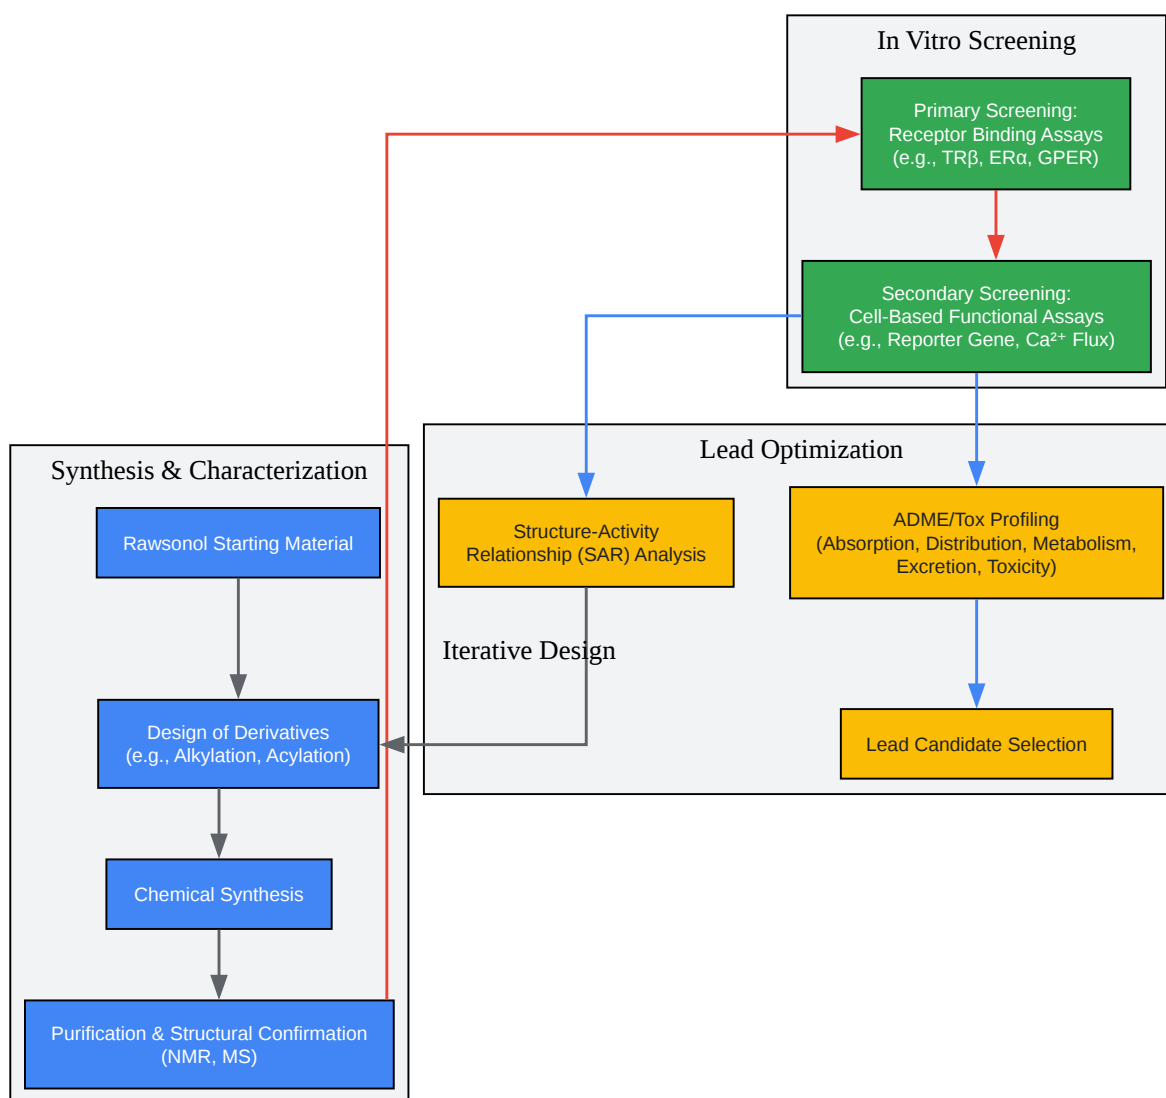 In Vitro Screening
Primary Screening:
Receptor Binding Assays
(e.g., TRβ, ERα, GPER)
Secondary Screening:
Cell-Based Functional Assays
(e.g., Reporter Gene, Ca²⁺ Flux)
Lead Optimization
Structure-Activity
Relationship (SAR) Analysis
ADME/Tox Profiling
(Absorption, Distribution, Metabolism,
Excretion, Toxicity)
Iterative Design
Lead Candidate Selection
Synthesis & Characterization
Rawsonol Starting Material
Design of Derivatives
(e.g., Alkylation, Acylation)
Chemical Synthesis
Purification & Structural Confirmation
(NMR, MS)